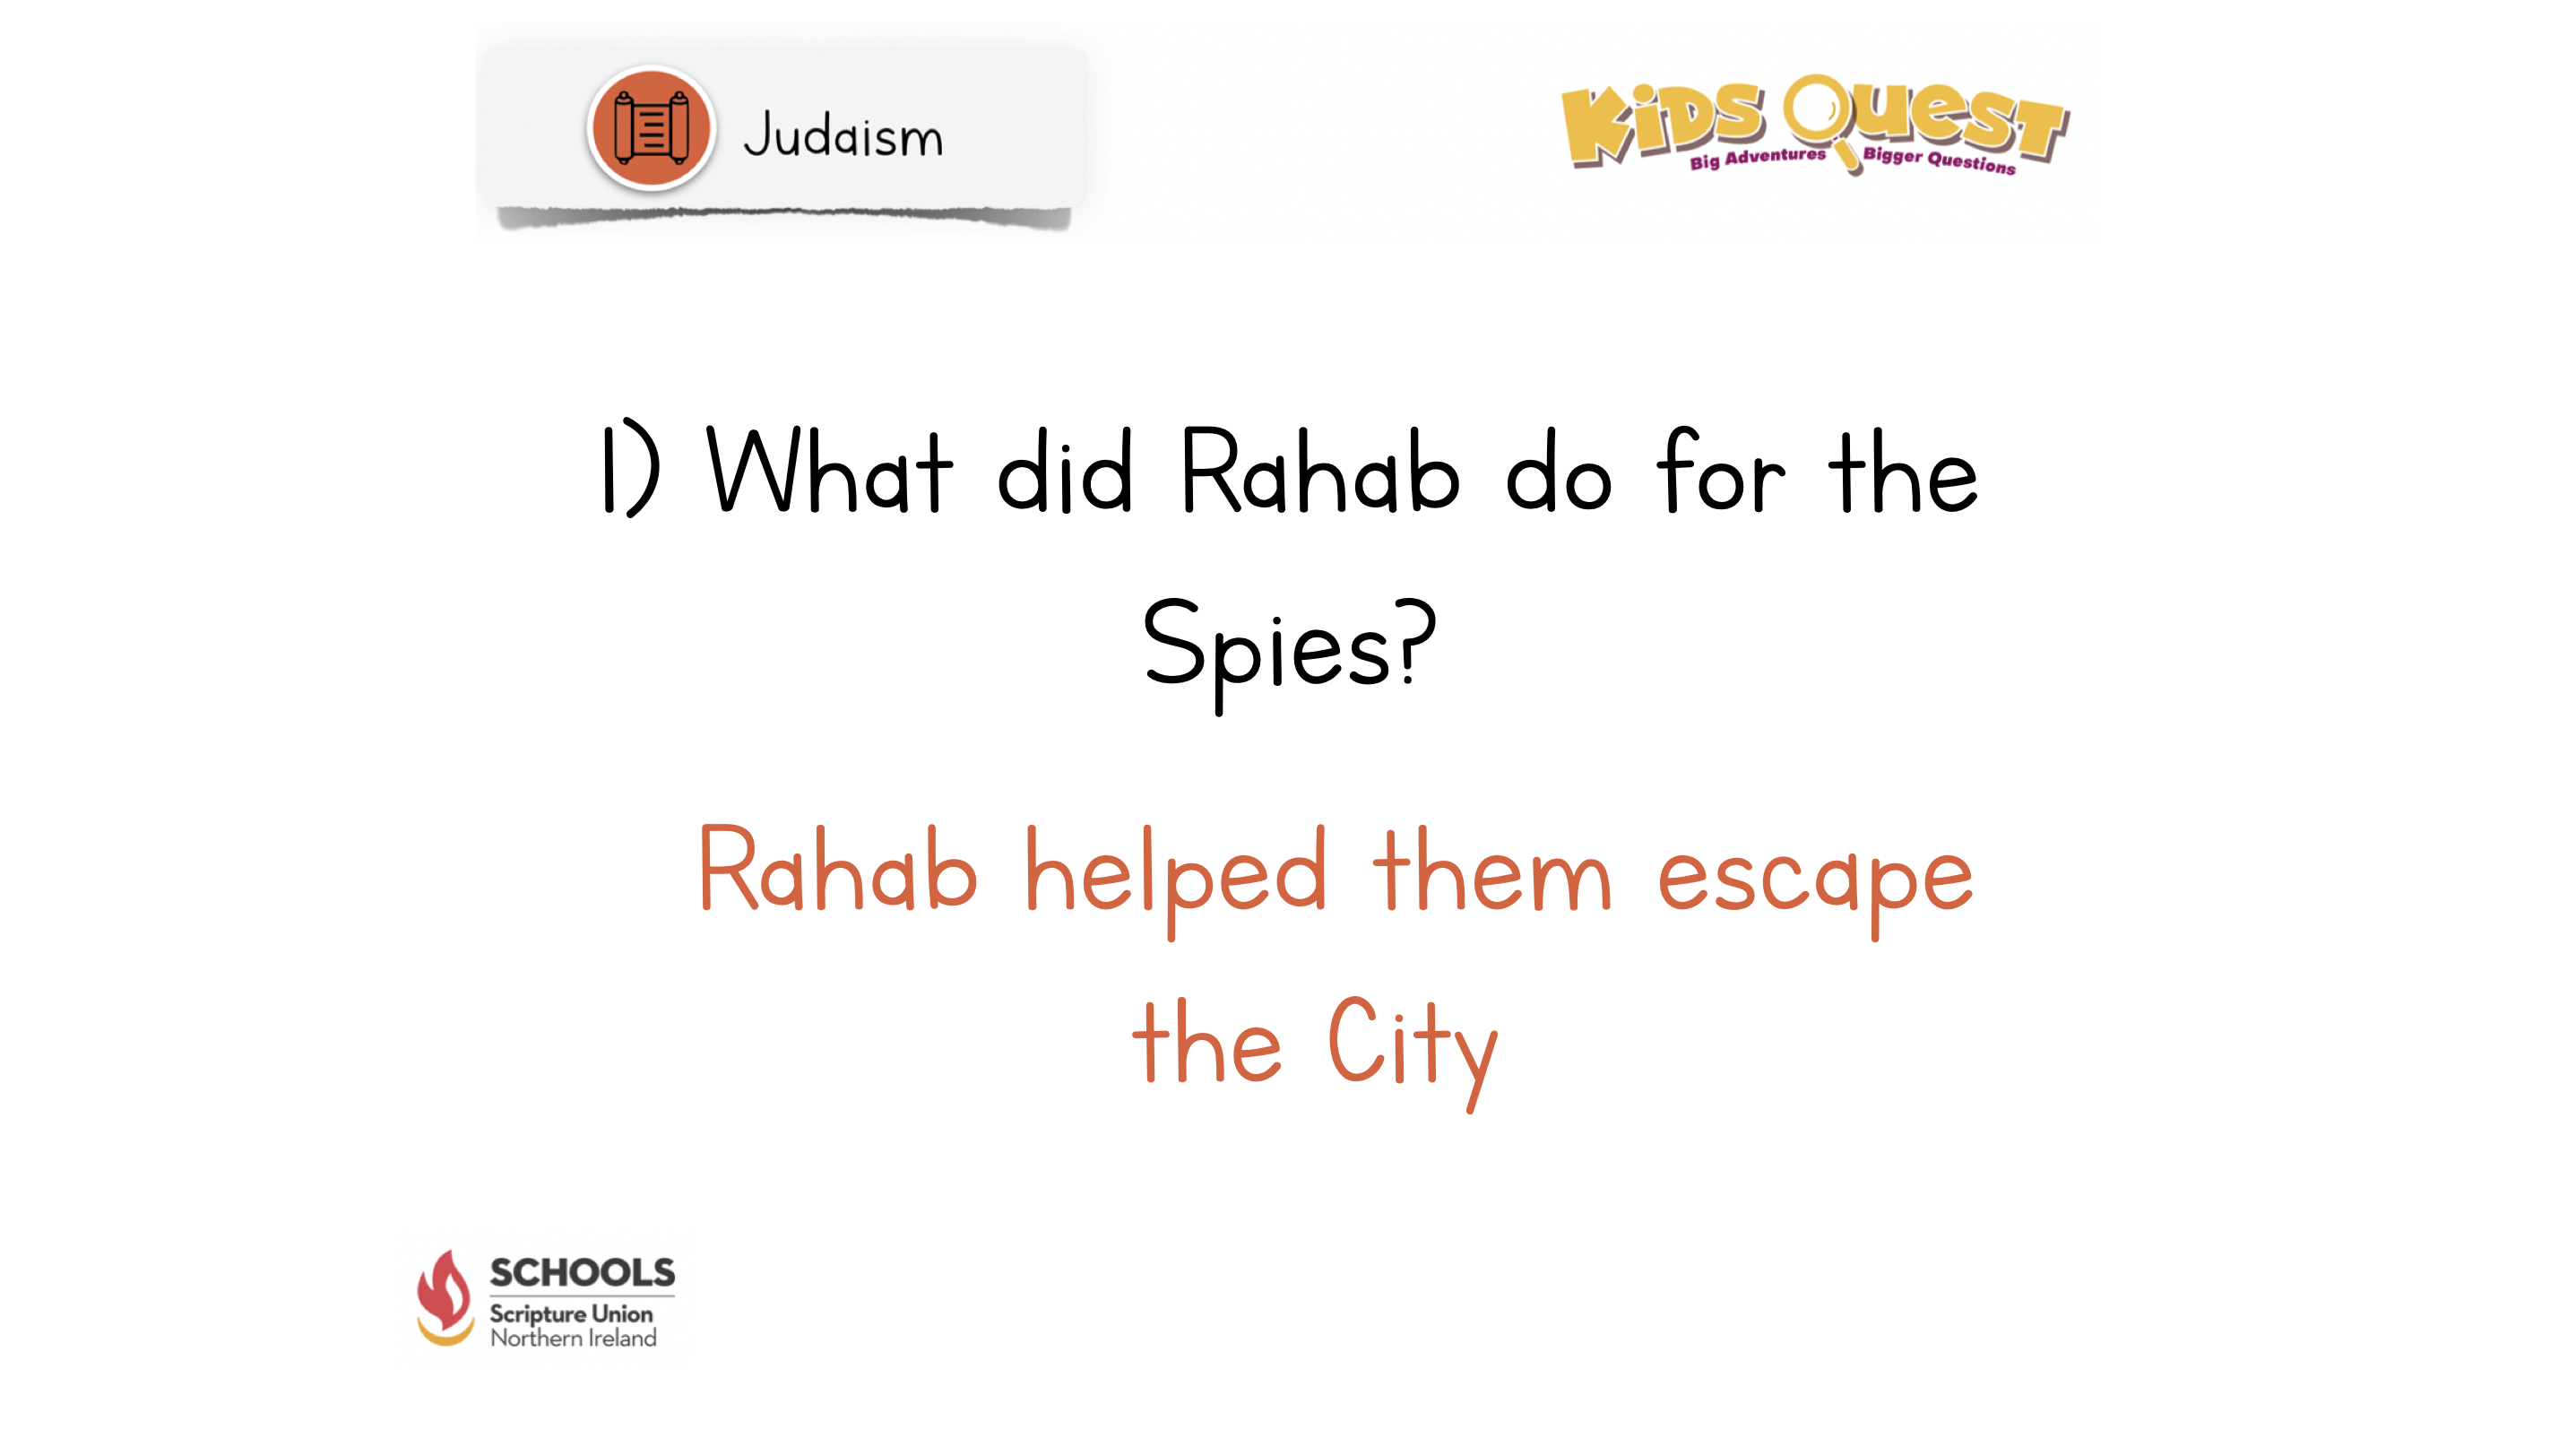 Judaism
KiDS QUEST
Big Adventures Bigger Questions
1) What did Rahab do for the
Spies?
Rahab helped them escape
the City
SCHOOLS
Scripture Union
Northern Ireland